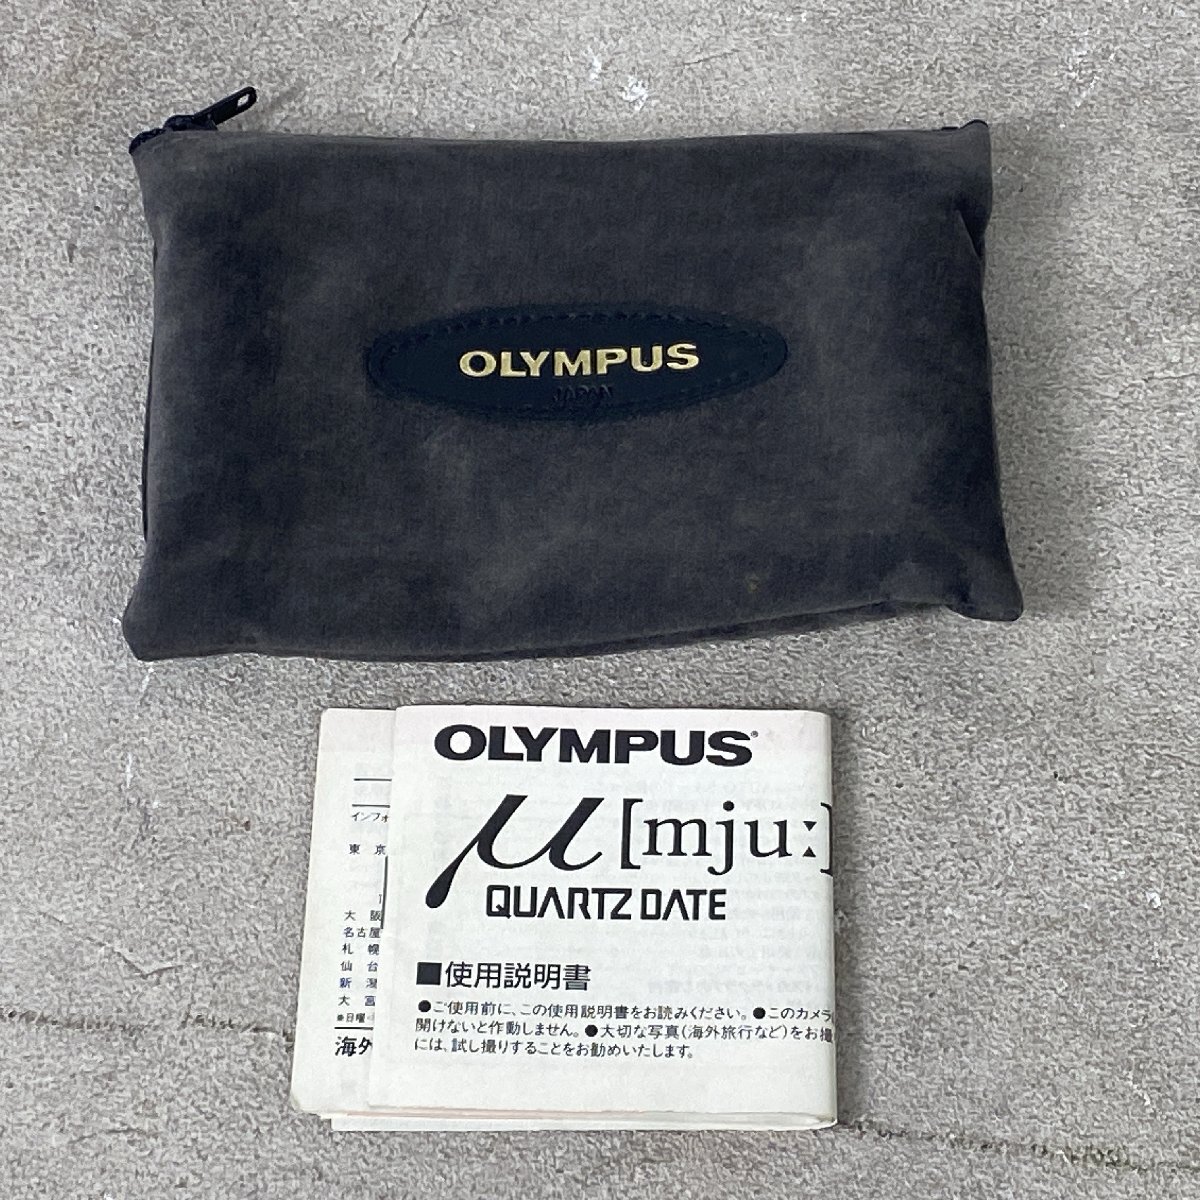 OLYMPUS
JAPAN
OLYMPUS®
μ[mju:]
QUARTZ DATE
■使用説明書
●ご使用前に、この使用説明書をお読みください。●このカメラ
開けないと作動しません。●大切な写真(海外旅行など)をお撮
には、試し撮りすることをお勧めいたします。
インフォ
東京
大阪
名古屋
札幌
仙台
新潟
大宮
※日曜
海外